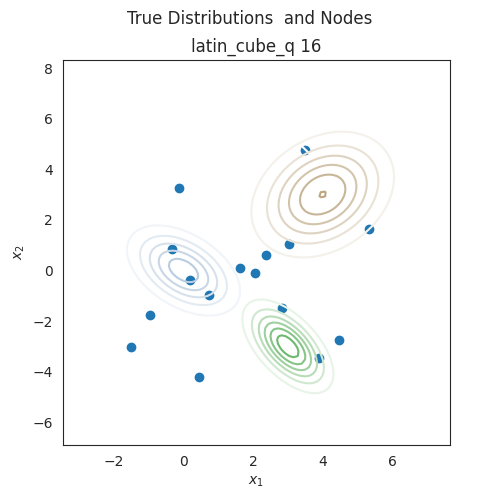 True Distributions  and Nodes
latin_cube_q 16
8
6
4
2
0
−2
−4
−6
x₂
−2 0 2 4 6
x₁